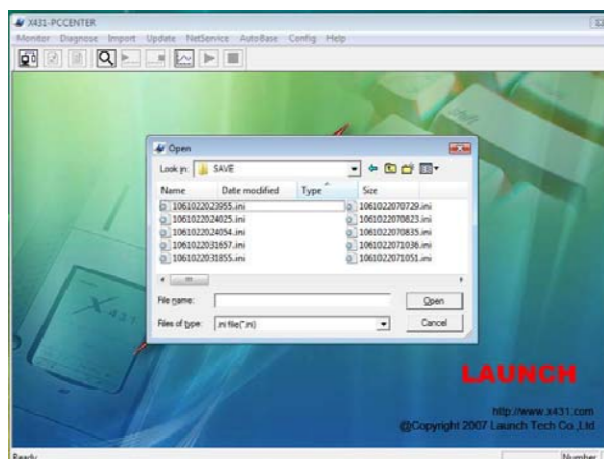 X431-PCCENTER
Monitor Diagnose Import Update NetService AutoBase Config Help
Open
Look in: SAVE
Name Date modified Type Size
1061022023955.ini 1061022070729.ini
1061022024025.ini 1061022070823.ini
1061022024054.ini 1061022070835.ini
1061022031657.ini 1061022071036.ini
1061022031855.ini 1061022071051.ini
File name: Open
Files of type: .ini file(*.ini) Cancel
X-431
shift
LAUNCH
http://www.x431.com
@Copyright 2007 Launch Tech Co.,Ltd
Ready Number